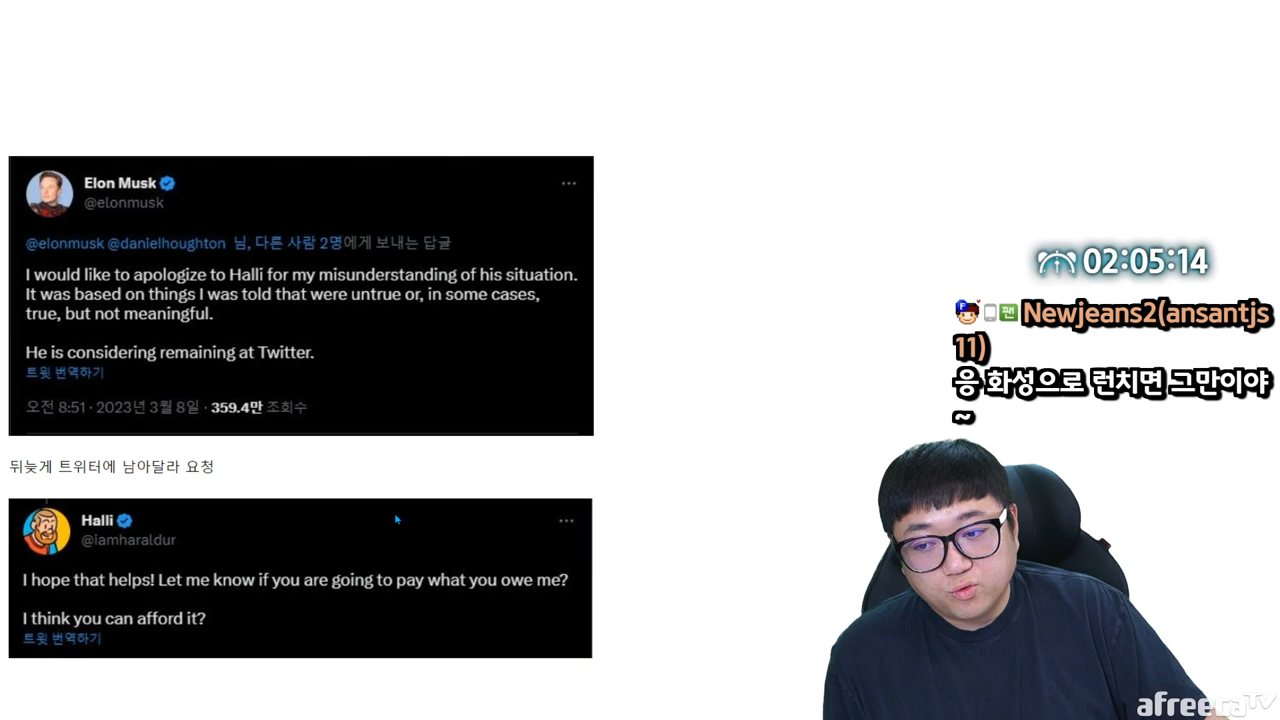 Elon Musk
@elonmusk
@elonmusk @danielhoughton 님, 다른 사람 2명에게 보내는 답글
I would like to apologize to Halli for my misunderstanding of his situation.
It was based on things I was told that were untrue or, in some cases,
true, but not meaningful.
He is considering remaining at Twitter.
트윗 번역하기
오전 8:51 · 2023년 3월 8일 · 359.4만 조회수
뒤늦게 트위터에 남아달라 요청
Halli
@iamharaldur
I hope that helps! Let me know if you are going to pay what you owe me?
I think you can afford it?
트윗 번역하기
02:05:14
F 팬 Newjeans2(ansantjs
11)
응 화성으로 런치면 그만이야
~
afreecaTV